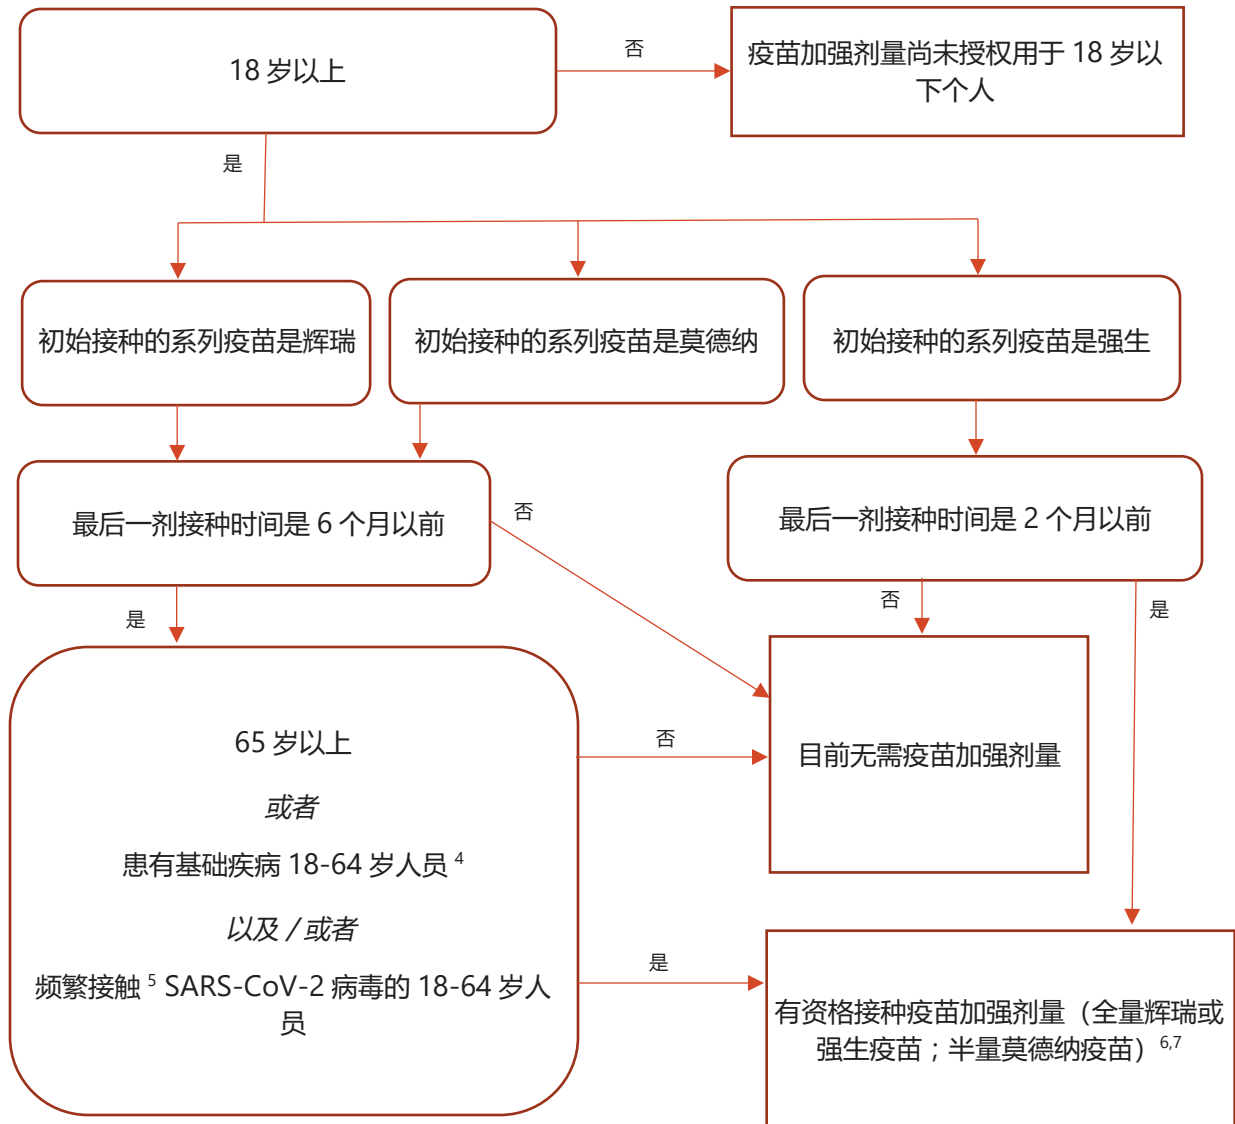 18 岁以上
否
疫苗加强剂量尚未授权用于 18 岁以
下个人
是
初始接种的系列疫苗是辉瑞
初始接种的系列疫苗是莫德纳
初始接种的系列疫苗是强生
最后一剂接种时间是 6 个月以前
否
最后一剂接种时间是 2 个月以前
是
否
是
65 岁以上
或者
患有基础疾病 18-64 岁人员 4
以及 / 或者
频繁接触 5 SARS-CoV-2 病毒的 18-64 岁人
员
否
目前无需疫苗加强剂量
是
有资格接种疫苗加强剂量（全量辉瑞或
强生疫苗；半量莫德纳疫苗）6,7